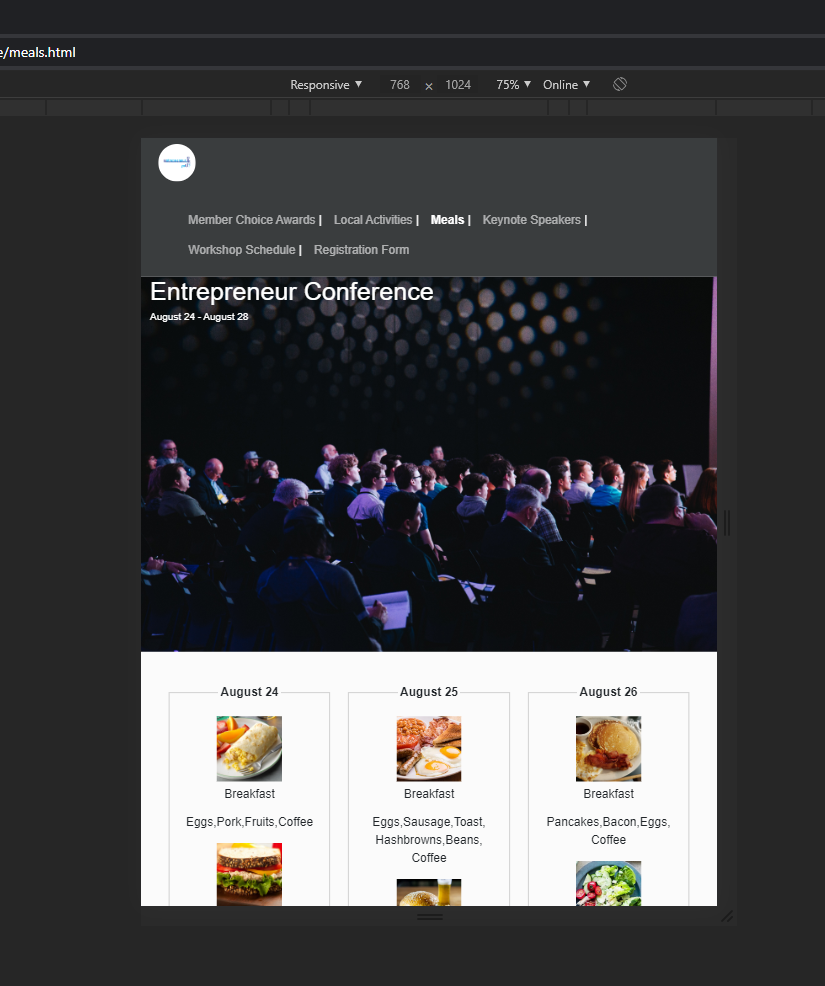 e/meals.html
Responsive ▼ 768 × 1024 75% ▼ Online ▼
Member Choice Awards | Local Activities | Meals | Keynote Speakers |
Workshop Schedule | Registration Form
Entrepreneur Conference
August 24 - August 28
August 24 August 25 August 26
Breakfast Breakfast Breakfast
Eggs,Pork,Fruits,Coffee Eggs,Sausage,Toast, Pancakes,Bacon,Eggs,
Hashbrowns,Beans, Coffee
Coffee